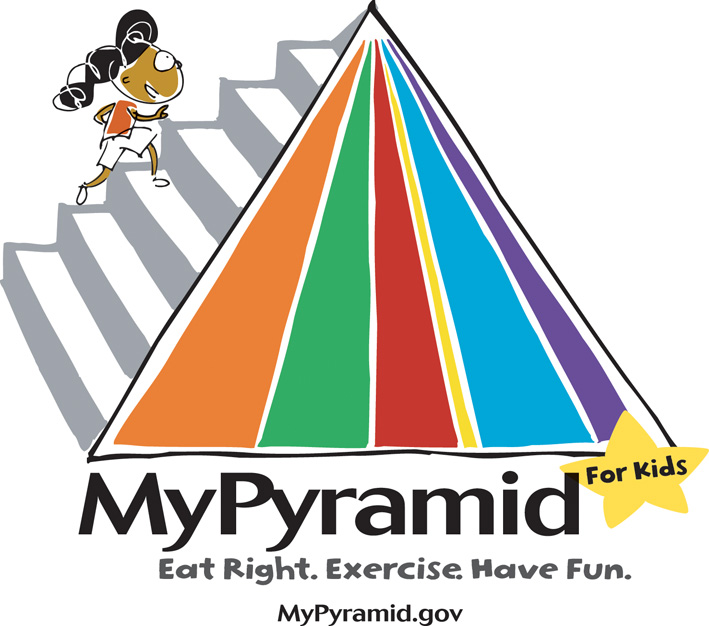 For Kids
MyPyramid
Eat Right. Exercise. Have Fun.
MyPyramid.gov